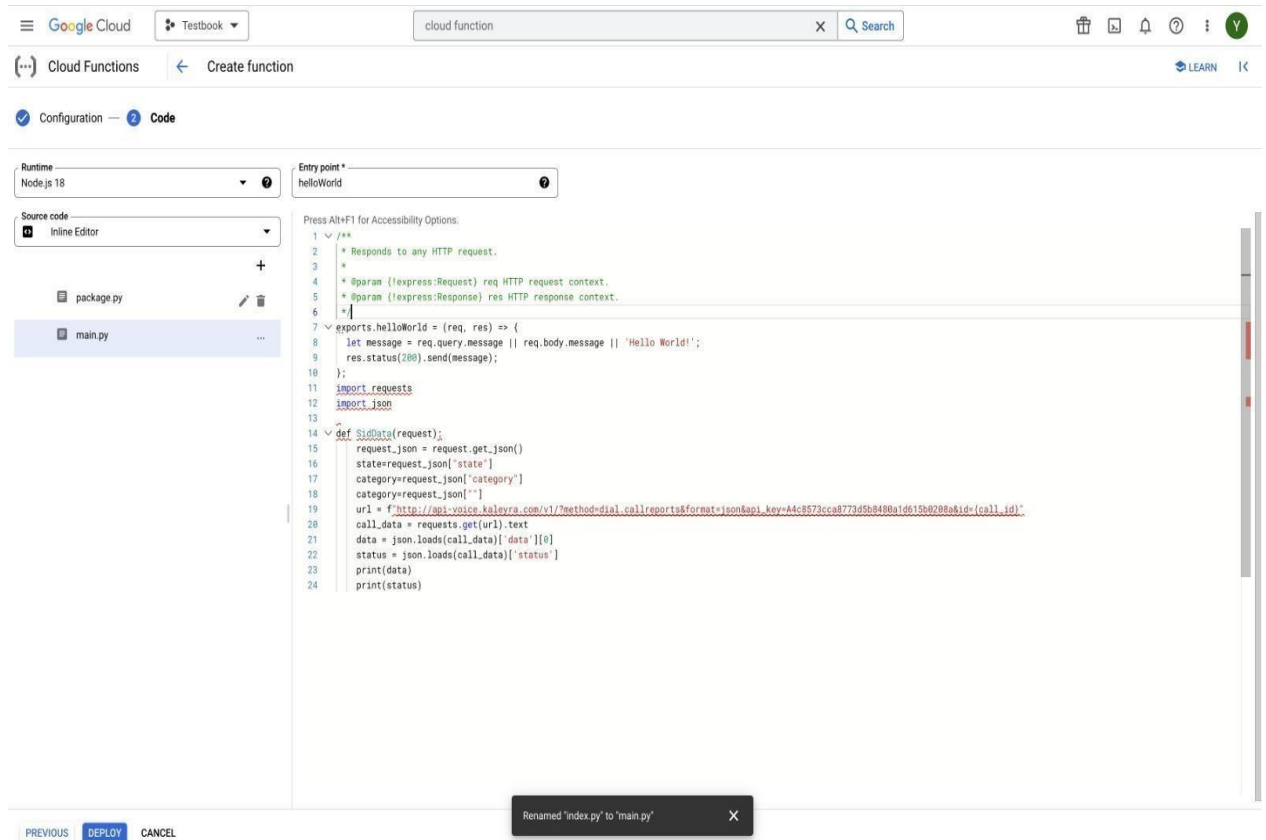 Google Cloud
Testbook
cloud function
X
Search
Y
Cloud Functions
Create function
LEARN
Configuration
2 Code
Runtime
Node.js 18
Entry point *
helloWorld
Source code
Inline Editor
package.py
main.py
Press Alt+F1 for Accessibility Options.
1 /**
2 * Responds to any HTTP request.
3 *
4 * @param {!express:Request} req HTTP request context.
5 * @param {!express:Response} res HTTP response context.
6 */
7 exports.helloWorld = (req, res) => {
8 let message = req.query.message || req.body.message || 'Hello World!';
9 res.status(200).send(message);
10 };
11 import requests
12 import json
13
14 def SidData(request):
15 request_json = request.get_json()
16 state=request_json["state"]
17 category=request_json["category"]
18 category=request_json[""]
19 url = f"http://api-voice.kaleyra.com/v1/?method=dial.callreports&format=json&api_key=A4c8573cca8773d5b8480a1d615b0208a&id={call_id}"
20 call_data = requests.get(url).text
21 data = json.loads(call_data)['data'][0]
22 status = json.loads(call_data)['status']
23 print(data)
24 print(status)
Renamed "index.py" to "main.py"
X
PREVIOUS
DEPLOY
CANCEL